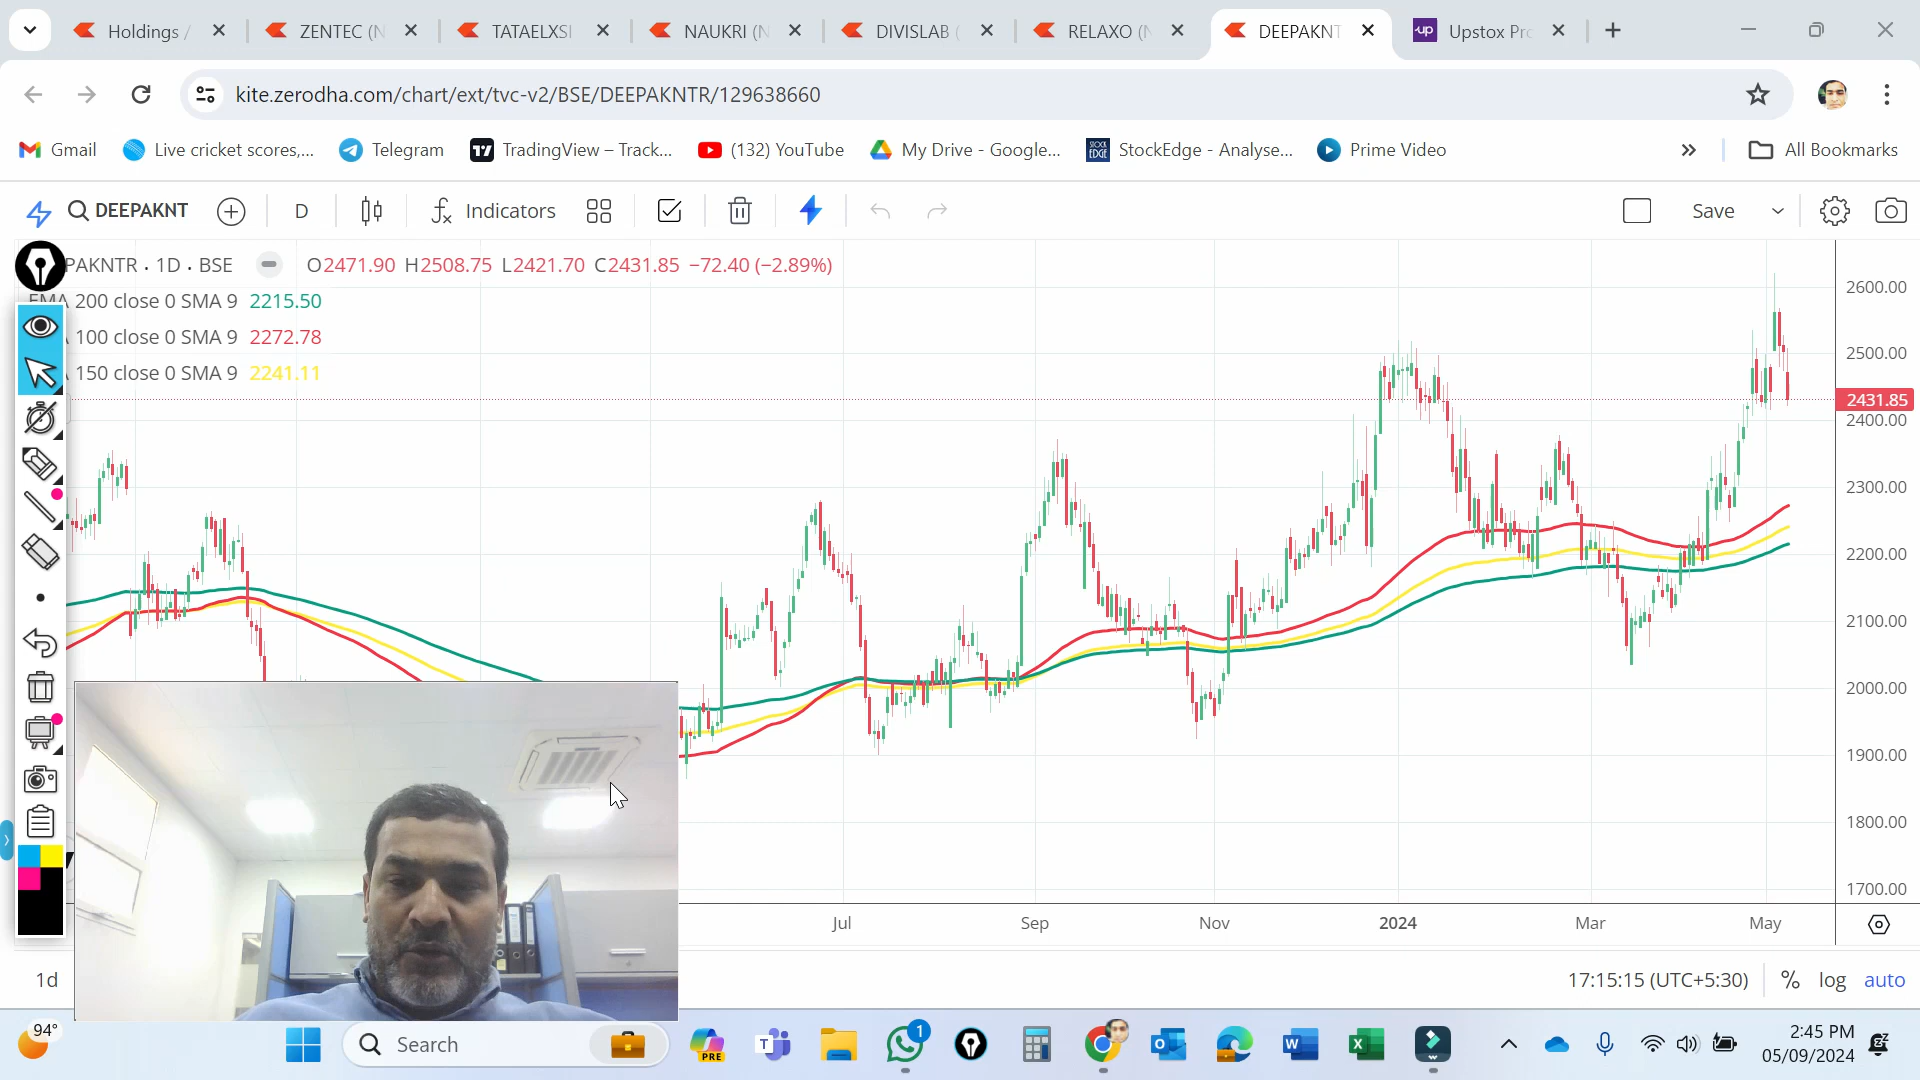 Holdings /
ZENTEC (N
TATAELXSI
NAUKRI (N
DIVISLAB (
RELAXO (N
DEEPAKNT
up Upstox Pro
kite.zerodha.com/chart/ext/tvc-v2/BSE/DEEPAKNTR/129638660
Gmail
Live cricket scores,...
Telegram
TradingView – Track...
(132) YouTube
My Drive - Google...
STOCK EDGE StockEdge - Analyse...
Prime Video
»
All Bookmarks
DEEPAKNT
D
Indicators
Save
PAKNTR · 1D · BSE O2471.90 H2508.75 L2421.70 C2431.85 −72.40 (−2.89%)
EMA 200 close 0 SMA 9 2215.50
100 close 0 SMA 9 2272.78
150 close 0 SMA 9 2241.11
2600.00
2500.00
2431.85
2400.00
2300.00
2200.00
2100.00
2000.00
1900.00
1800.00
1700.00
Jul Sep Nov 2024 Mar May
1d
17:15:15 (UTC+5:30) % log auto
94°
Search
PRE
1
2:45 PM
05/09/2024